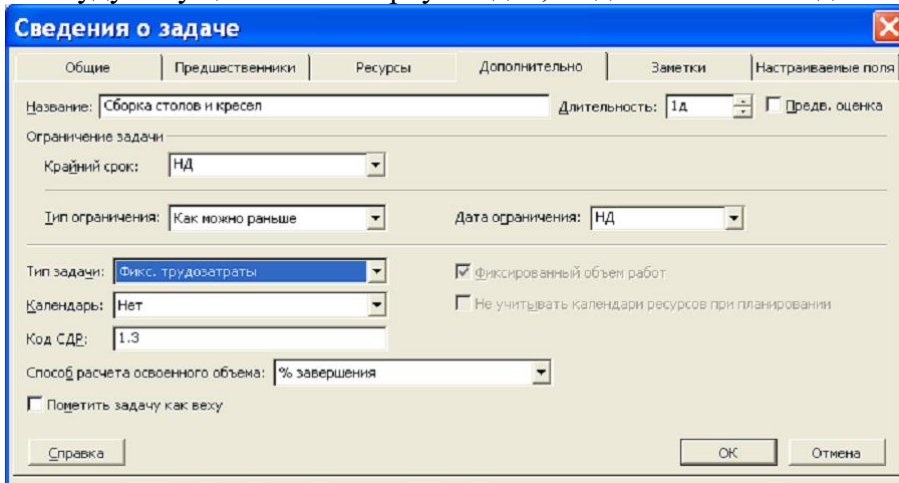 Сведения о задаче
Общие Предшественники Ресурсы Дополнительно Заметки Настраиваемые поля
Название: Сборка столов и кресел Длительность: 1д Предв. оценка
Ограничение задачи
Крайний срок: НД
Тип ограничения: Как можно раньше Дата ограничения: НД
Тип задачи: Фикс. трудозатраты Фиксированный объем работ
Календарь: Нет Не учитывать календари ресурсов при планировании
Код СДР: 1.3
Способ расчета освоенного объема: % завершения
Пометить задачу как веху
Справка ОК Отмена